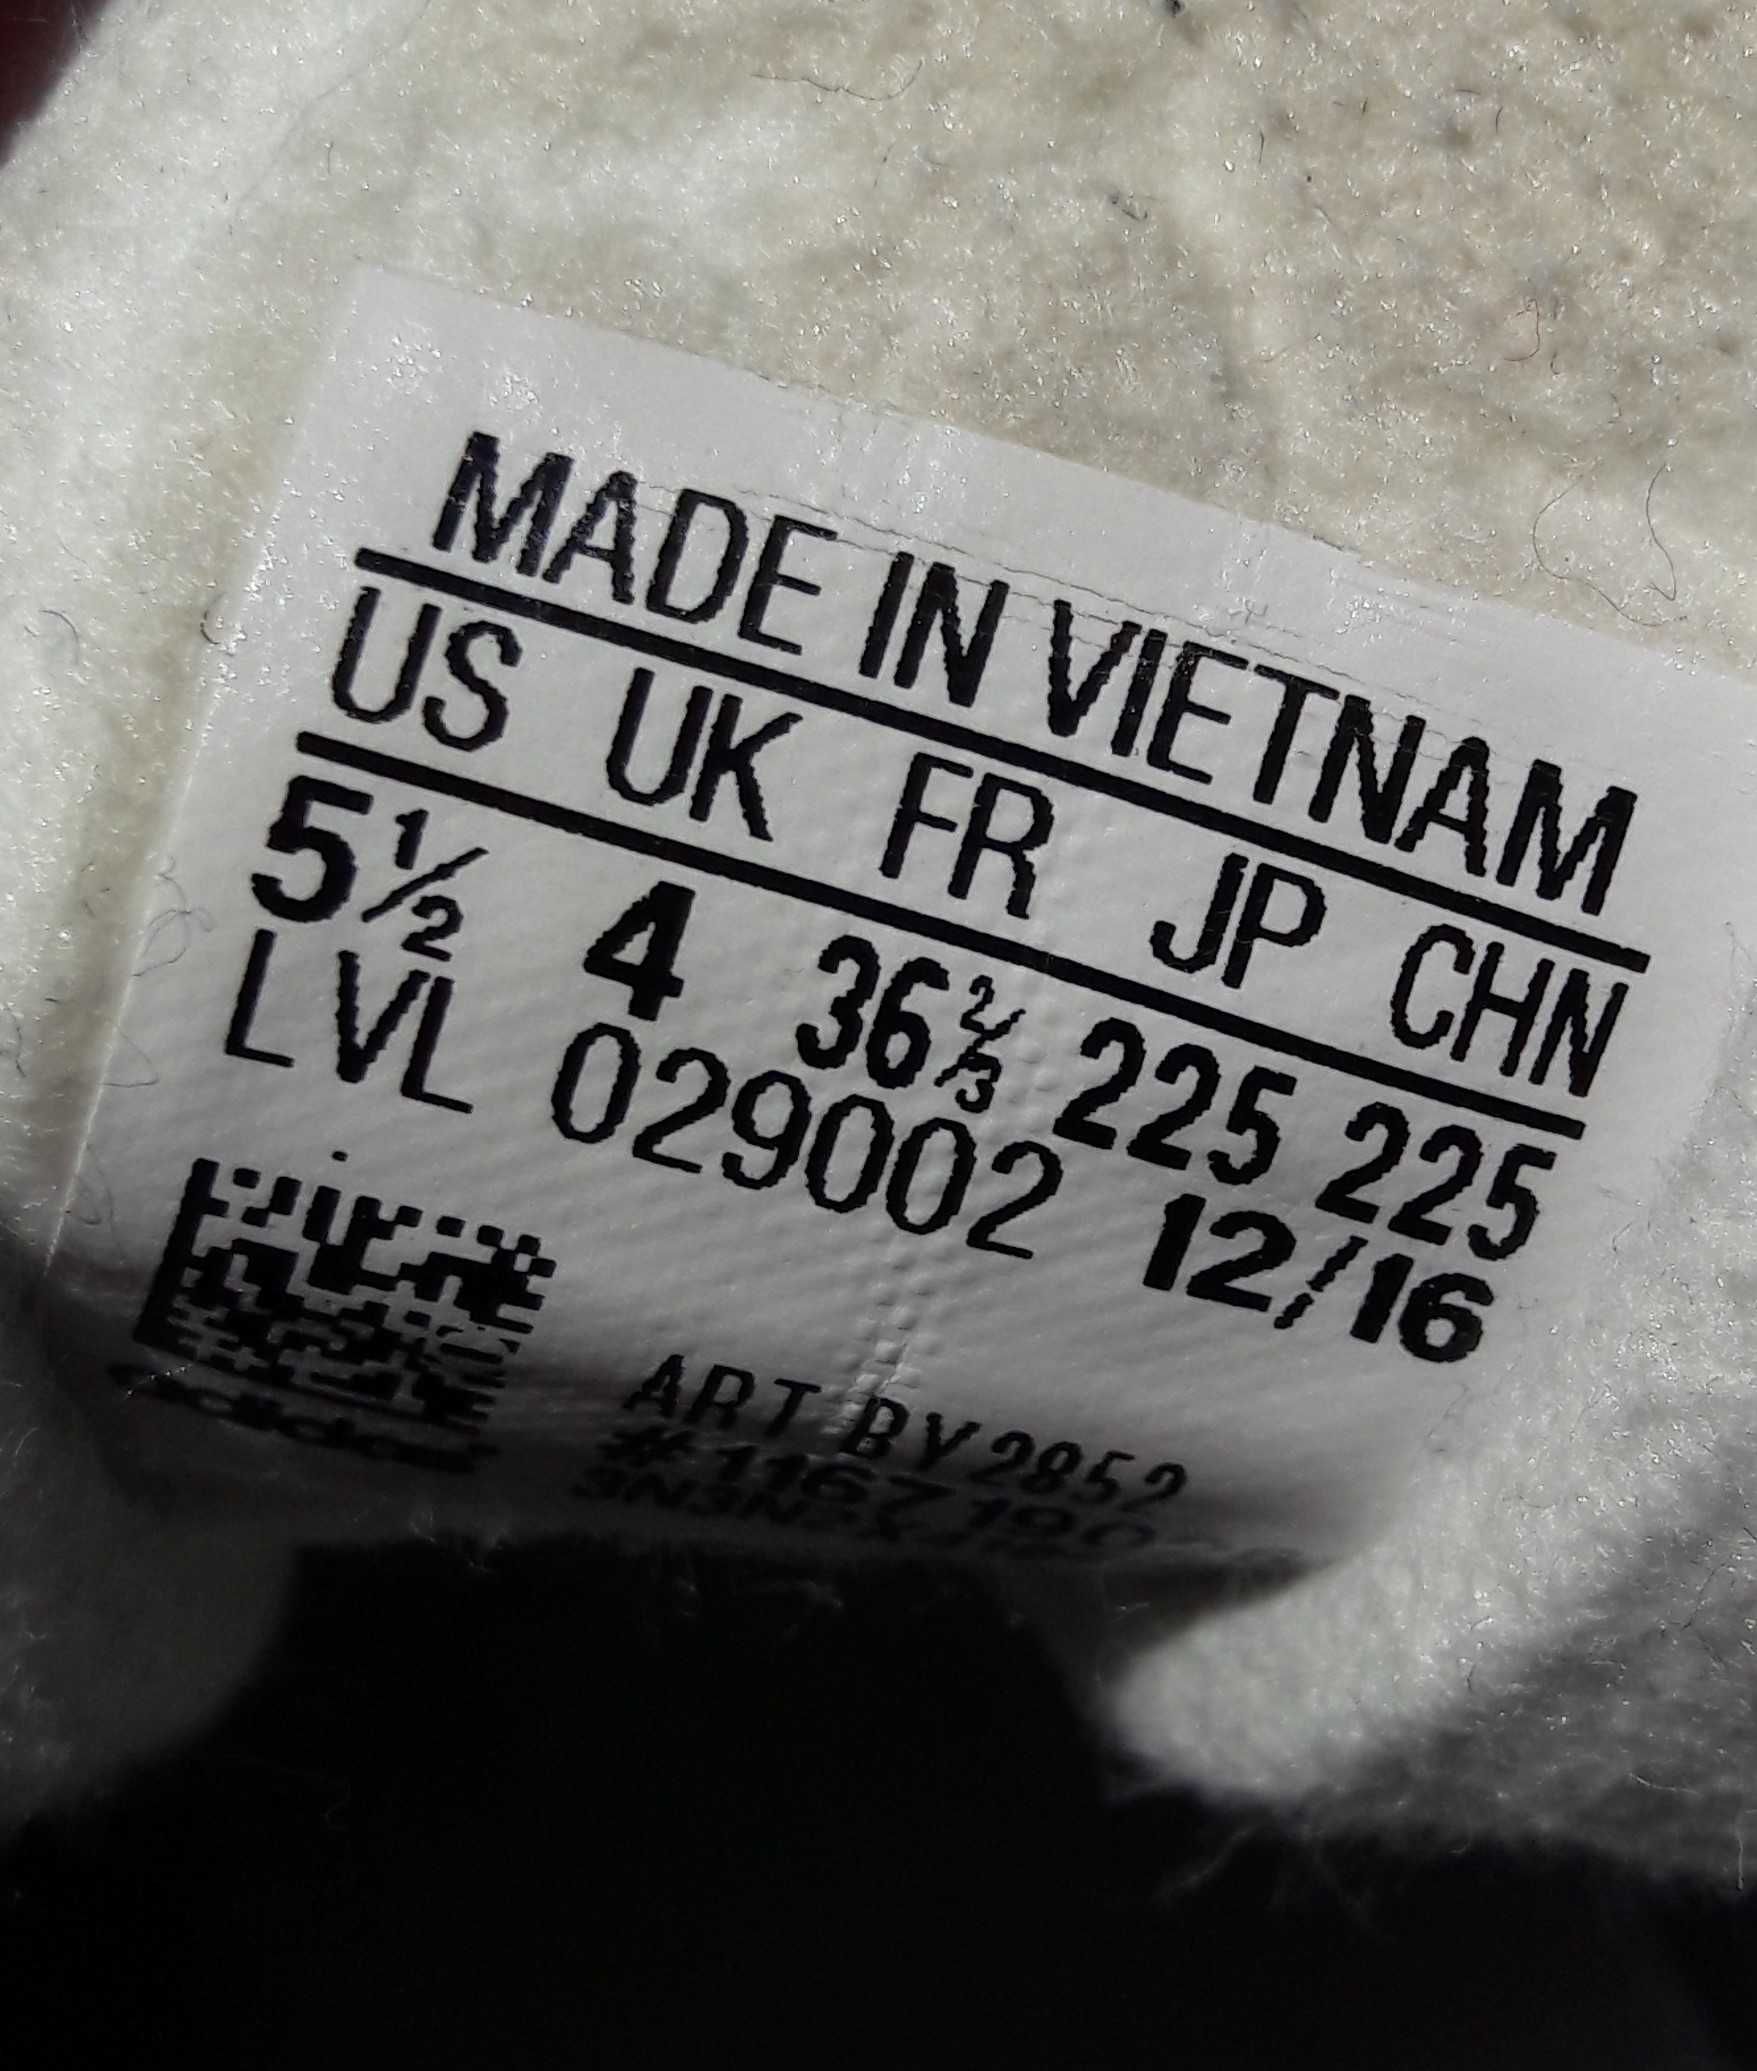 MADE IN VIETNAM
US UK FR JP CHN
5½ 4 36⅔ 225 225
LVL 029002 12/16
adidas
ART BY2852